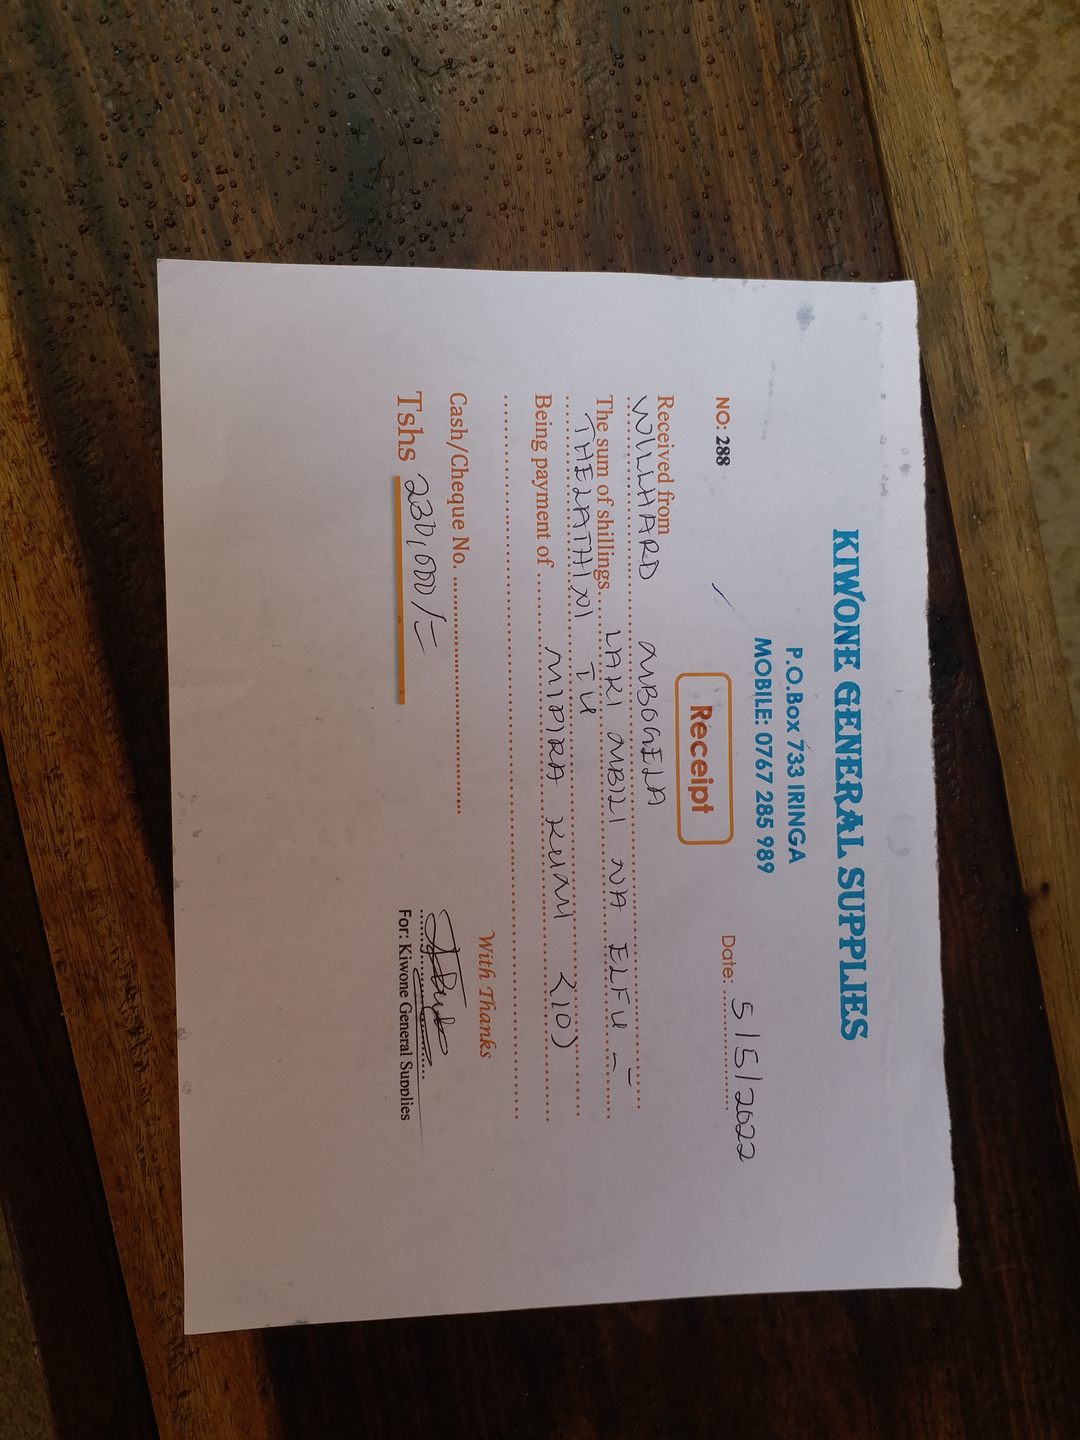 KIWONE GENERAL SUPPLIES
P.O.Box 733 IRINGA
MOBILE: 0767 285 989
NO: 288
Receipt
Date: 5/5/2022
Received from WILLHARD MBOGELA
The sum of shillings LAKI MBILI NA ELFU -
THELATHINI TU
Being payment of MIPIRA KUMI (10)
Cash/Cheque No.
With Thanks
Tshs 230,000/=
For: Kiwone General Supplies